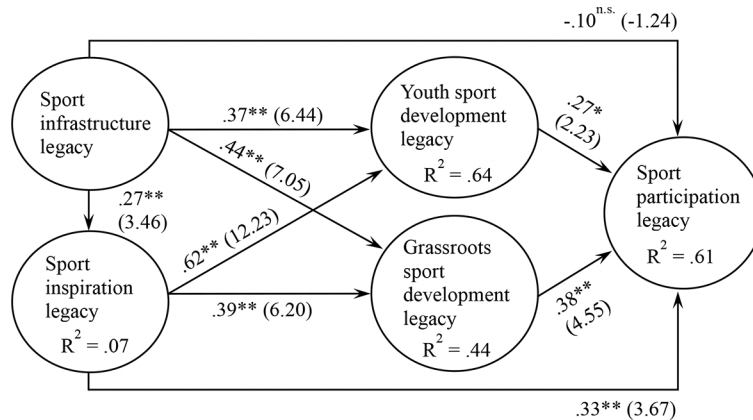 -.10n.s. (-1.24)
Sport
infrastructure
legacy
.37** (6.44)
Youth sport
development
legacy
R² = .64
.27*
(2.23)
.44** (7.05)
.27**
(3.46)
.62** (12.23)
Sport
participation
legacy
R² = .61
Sport
inspiration
legacy
R² = .07
.39** (6.20)
Grassroots
sport
development
legacy
R² = .44
.38**
(4.55)
.33** (3.67)